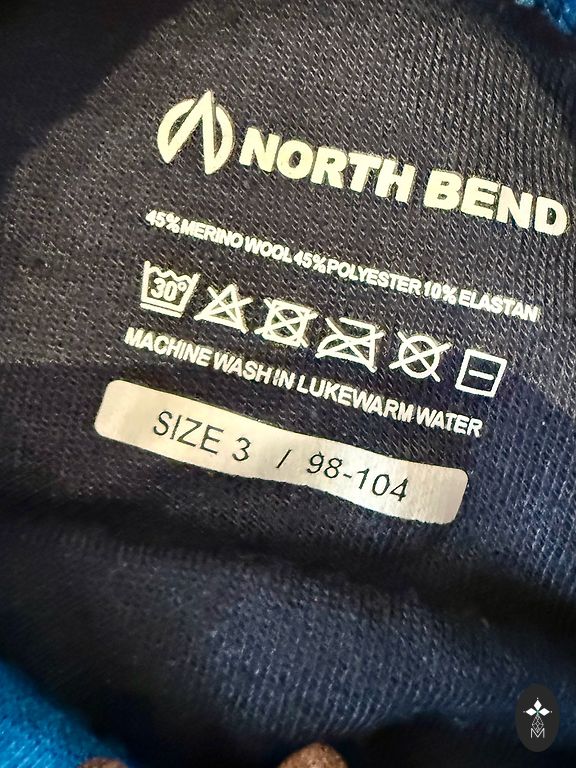 NORTH BEND
45% MERINO WOOL 45% POLYESTER 10% ELASTAN
30°
MACHINE WASH IN LUKEWARM WATER
SIZE 3 / 98-104
M